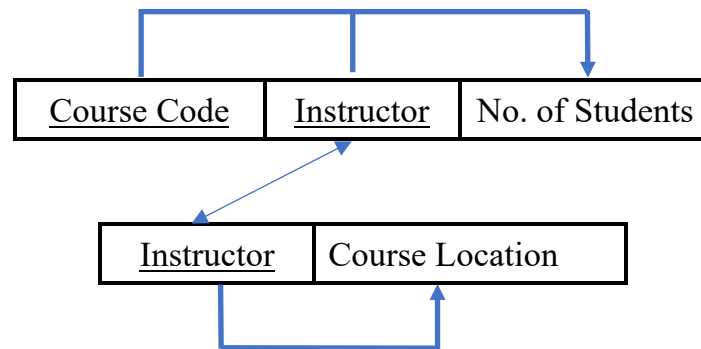 Course Code Instructor No. of Students
Instructor Course Location